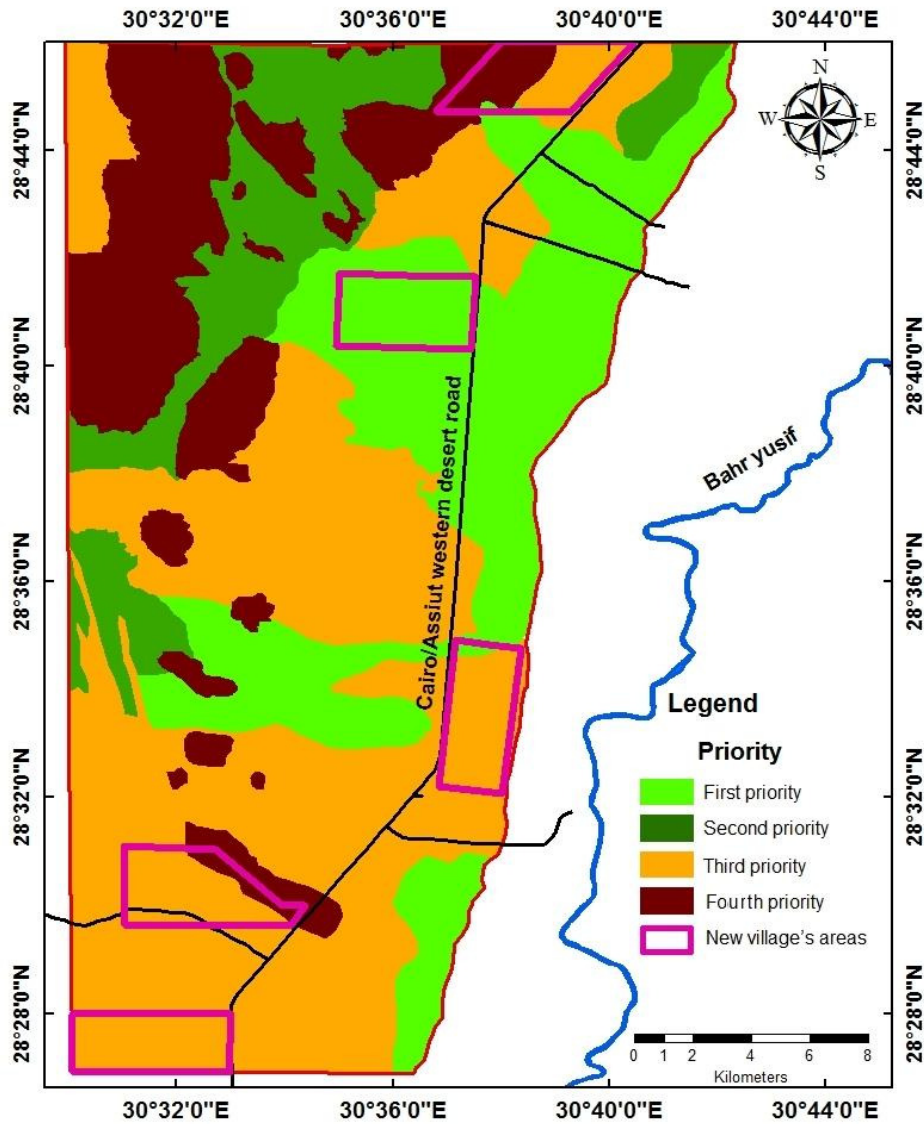 30°32'0"E 30°36'0"E 30°40'0"E 30°44'0"E
N
W E
S
28°44'0"N 28°44'0"N
28°40'0"N 28°40'0"N
Bahr yusif
Cairo/Assiut western desert road
28°36'0"N 28°36'0"N
Legend
Priority
First priority
28°32'0"N 28°32'0"N
Second priority
Third priority
Fourth priority
New village's areas
28°28'0"N 28°28'0"N
0 1 2 4 6 8
Kilometers
30°32'0"E 30°36'0"E 30°40'0"E 30°44'0"E